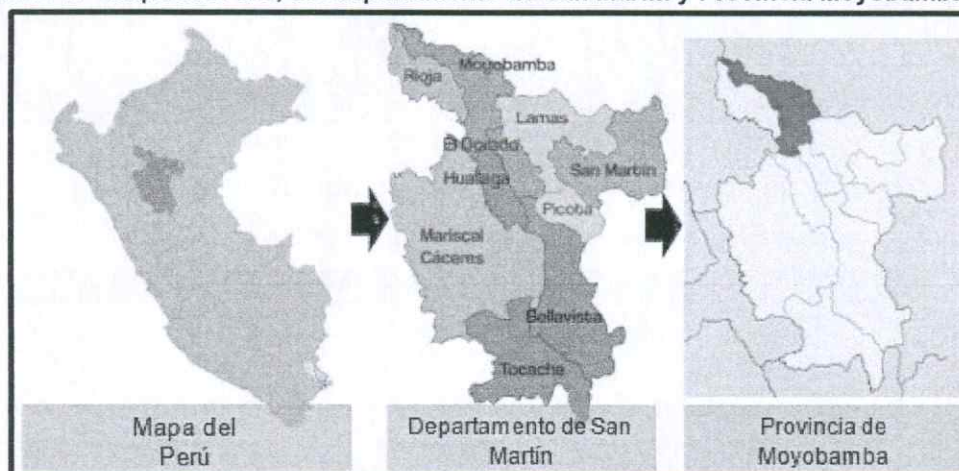 Moyobamba
Rioja
Lamas
El Dorado
San Martín
Huallaga
Picota
Mariscal
Cáceres
Bellavista
Tocache
Mapa del
Perú
Departamento de San
Martín
Provincia de
Moyobamba